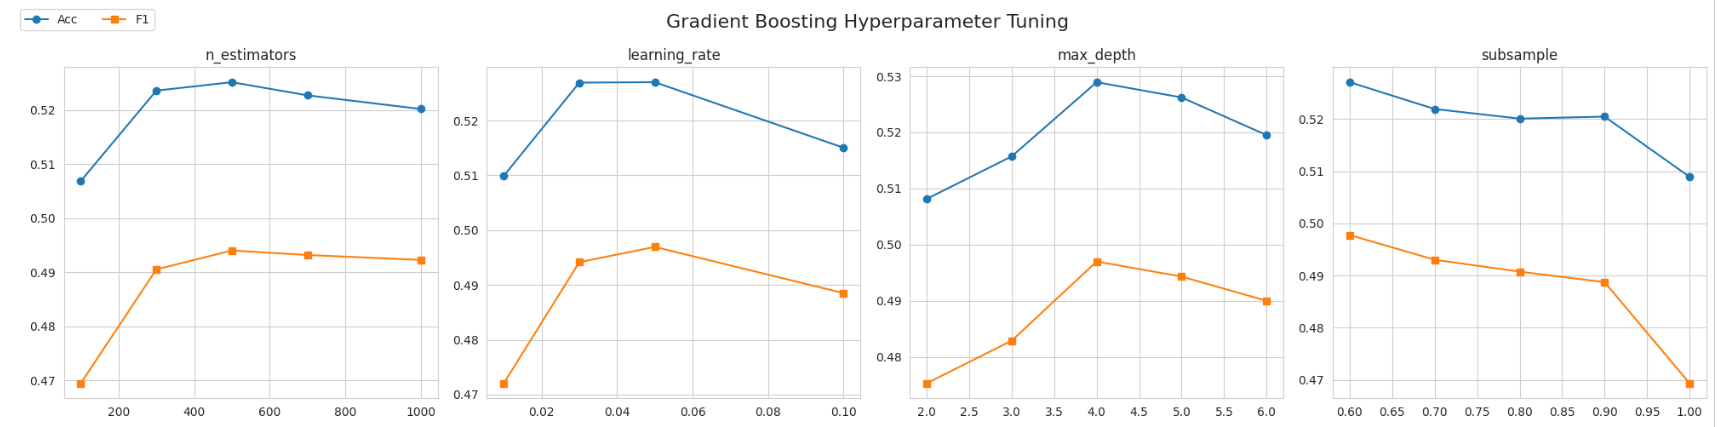 Acc F1
Gradient Boosting Hyperparameter Tuning
n_estimators
0.52
0.51
0.50
0.49
0.48
0.47
200 400 600 800 1000
learning_rate
0.52
0.51
0.50
0.49
0.48
0.47
0.02 0.04 0.06 0.08 0.10
max_depth
0.53
0.52
0.51
0.50
0.49
0.48
2.0 2.5 3.0 3.5 4.0 4.5 5.0 5.5 6.0
subsample
0.52
0.51
0.50
0.49
0.48
0.47
0.60 0.65 0.70 0.75 0.80 0.85 0.90 0.95 1.00